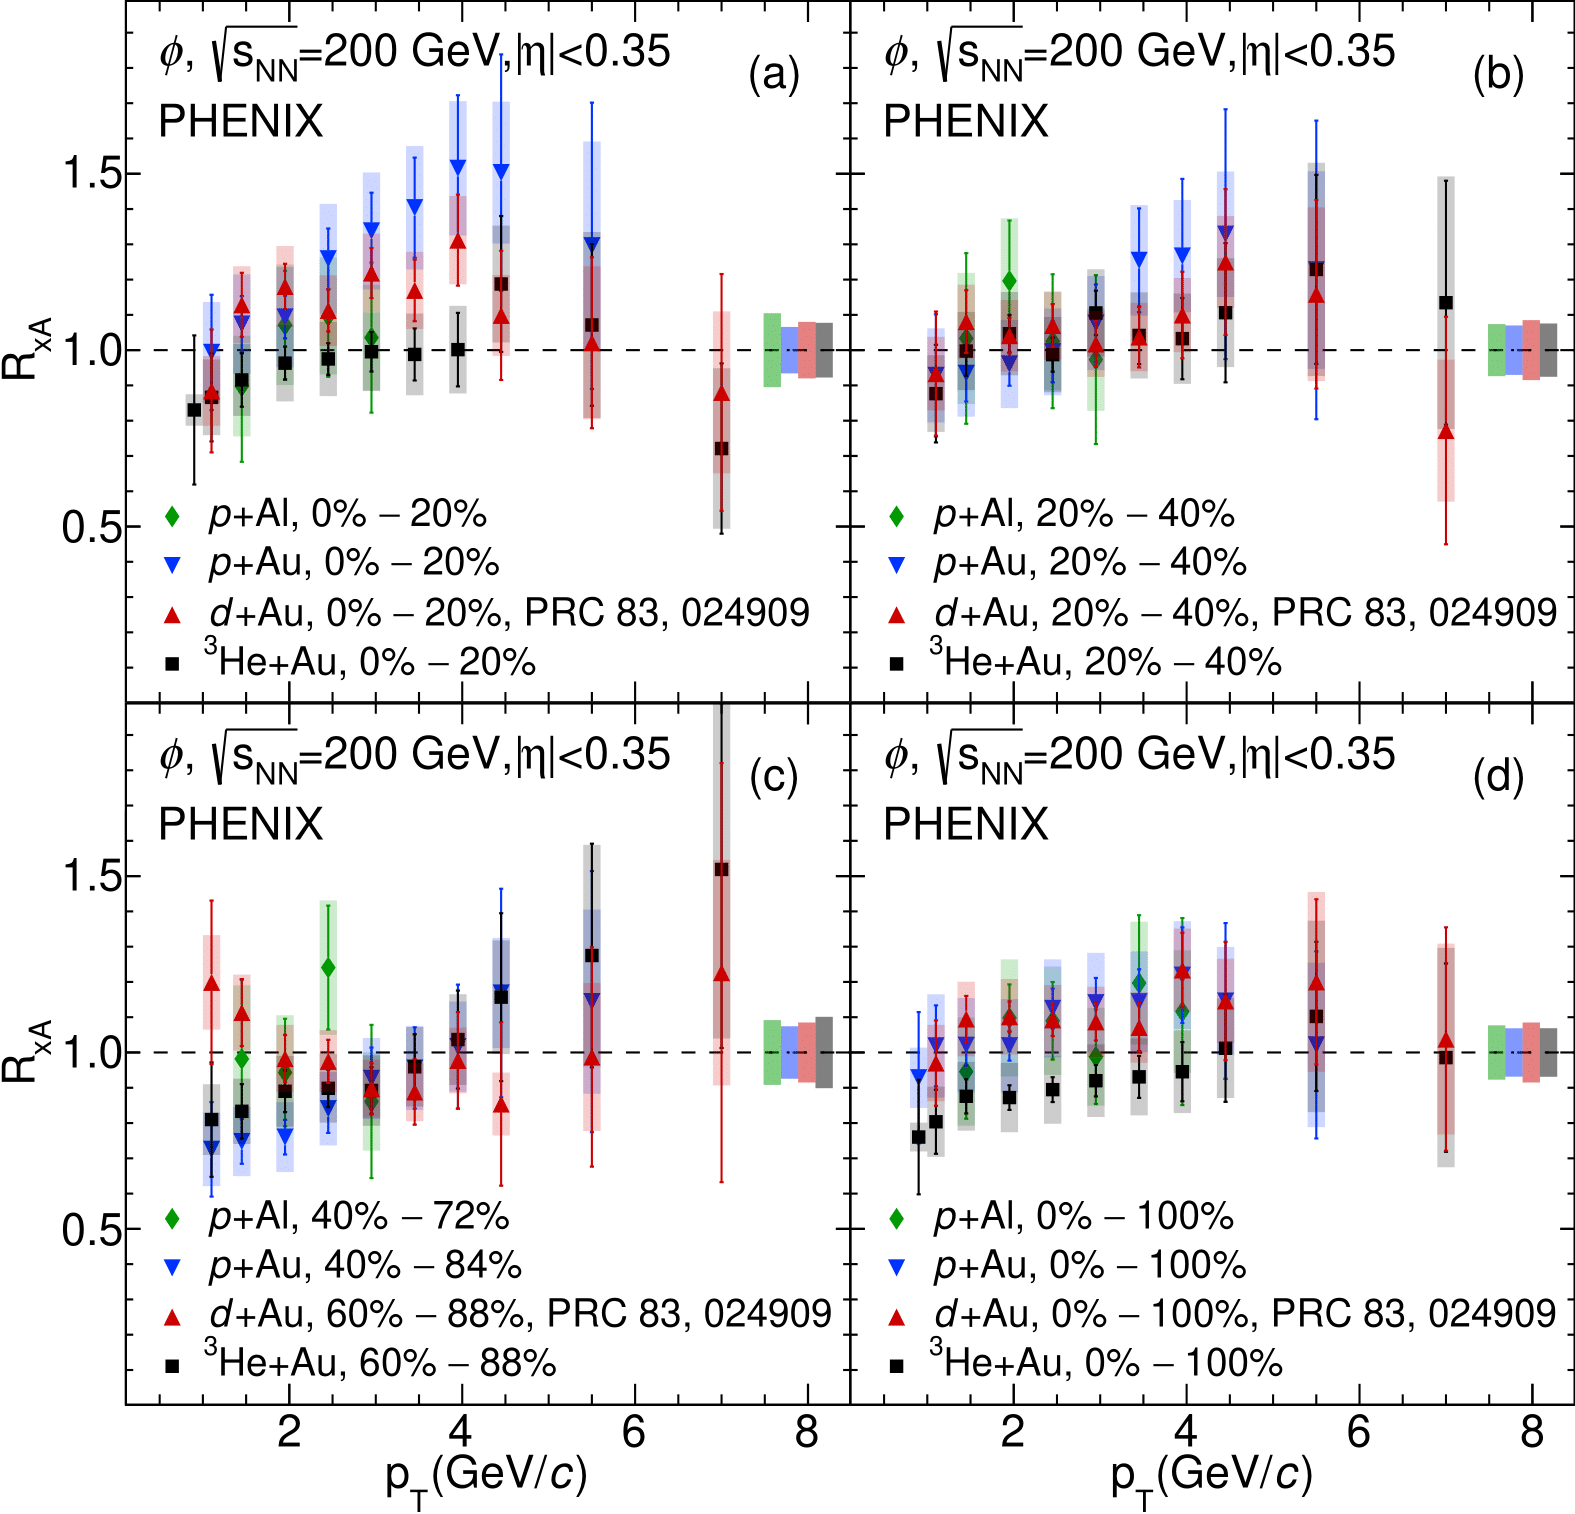 ϕ, √sNN=200 GeV,|η|<0.35
(a)
PHENIX
1.5
1.0
0.5
RxA
p+Al, 0% – 20%
p+Au, 0% – 20%
d+Au, 0% – 20%, PRC 83, 024909
3He+Au, 0% – 20%
ϕ, √sNN=200 GeV,|η|<0.35
(b)
PHENIX
p+Al, 20% – 40%
p+Au, 20% – 40%
d+Au, 20% – 40%, PRC 83, 024909
3He+Au, 20% – 40%
ϕ, √sNN=200 GeV,|η|<0.35
(c)
PHENIX
1.5
1.0
0.5
RxA
p+Al, 40% – 72%
p+Au, 40% – 84%
d+Au, 60% – 88%, PRC 83, 024909
3He+Au, 60% – 88%
2 4 6 8
pT(GeV/c)
ϕ, √sNN=200 GeV,|η|<0.35
(d)
PHENIX
p+Al, 0% – 100%
p+Au, 0% – 100%
d+Au, 0% – 100%, PRC 83, 024909
3He+Au, 0% – 100%
2 4 6 8
pT(GeV/c)